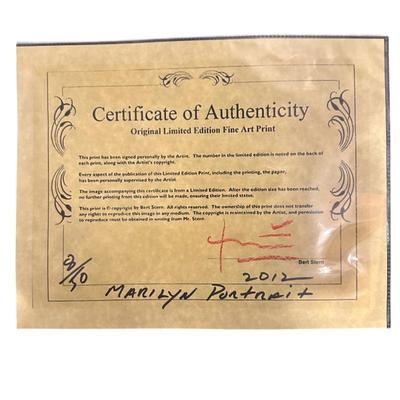 Certificate of Authenticity
Original Limited Edition Fine Art Print
This print has been signed personally by the Artist. The number in the limited edition is noted on the back of
each print, along with the Artist's copyright.
Every aspect of the publication of this Limited Edition Print, including the printing, the paper,
has been personally supervised by the Artist
The image accompanying this certificate is from a Limited Edition. After the edition size has been reached,
no further printing from this edition will be made, ensuring their limited status.
This print is © copyright by Bert Stern. All rights reserved. The ownership of this print does not transfer
any rights to reproduce this image in any medium. The copyright is maintained by the Artist, and permission
to reproduce must be obtained in writing from Mr. Stern.
Bert Stern
2012
MARILYN Portrait